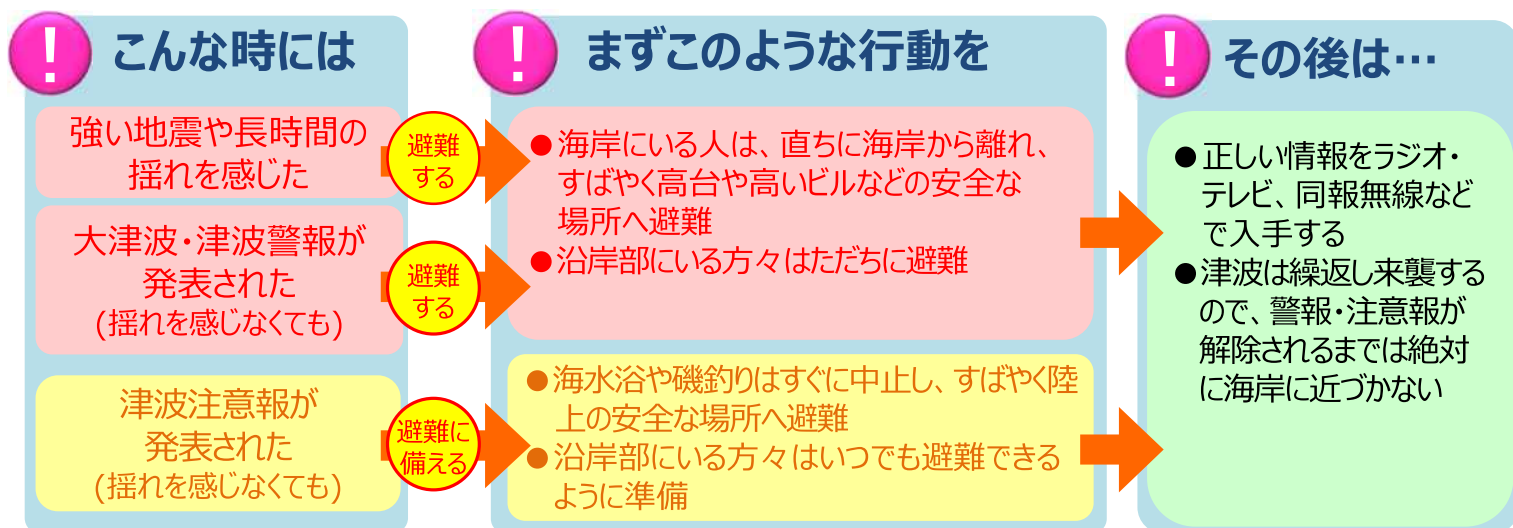 ! こんな時には
強い地震や長時間の
揺れを感じた
大津波・津波警報が
発表された
(揺れを感じなくても)
津波注意報が
発表された
(揺れを感じなくても)
避難
する
避難
する
避難に
備える
! まずこのような行動を
●海岸にいる人は、直ちに海岸から離れ、
すばやく高台や高いビルなどの安全な
場所へ避難
●沿岸部にいる方々はただちに避難
●海水浴や磯釣りはすぐに中止し、すばやく陸
上の安全な場所へ避難
●沿岸部にいる方々はいつでも避難できる
ように準備
! その後は…
●正しい情報をラジオ・
テレビ、同報無線など
で入手する
●津波は繰返し来襲する
ので、警報・注意報が
解除されるまでは絶対
に海岸に近づかない